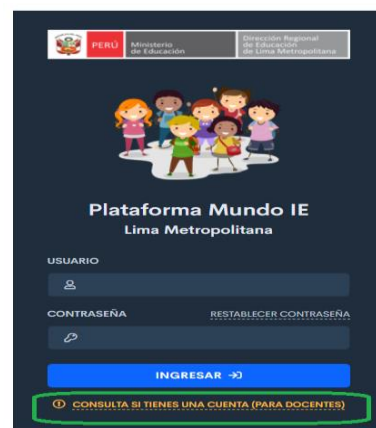 PERÚ
Ministerio
de Educación
Dirección Regional
de Educación
de Lima Metropolitana
Plataforma Mundo IE
Lima Metropolitana
USUARIO
CONTRASEÑA RESTABLECER CONTRASEÑA
INGRESAR
CONSULTA SI TIENES UNA CUENTA (PARA DOCENTES)